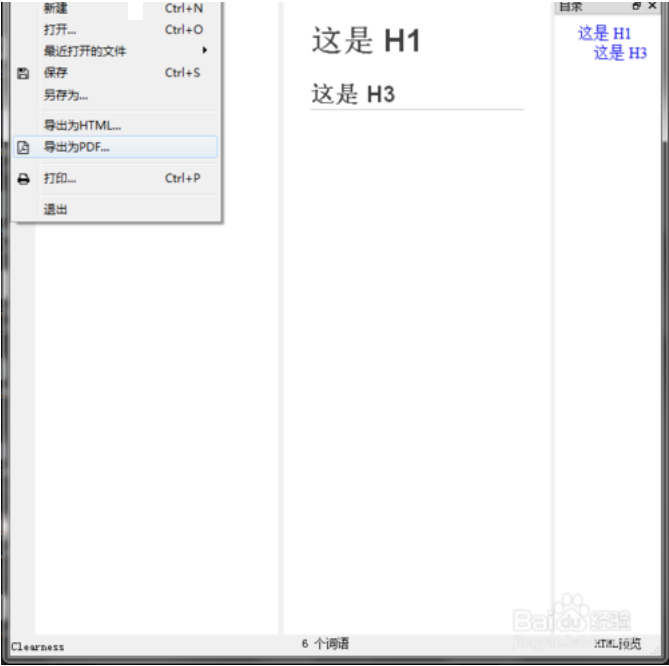 新建 Ctrl+N
打开... Ctrl+O
最近打开的文件
保存 Ctrl+S
另存为...
导出为HTML...
导出为PDF...
打印... Ctrl+P
退出
这是 H1
这是 H3
目录
这是 H1
这是 H3
Baidu 经验
Clearness
6 个词语
HTML预览